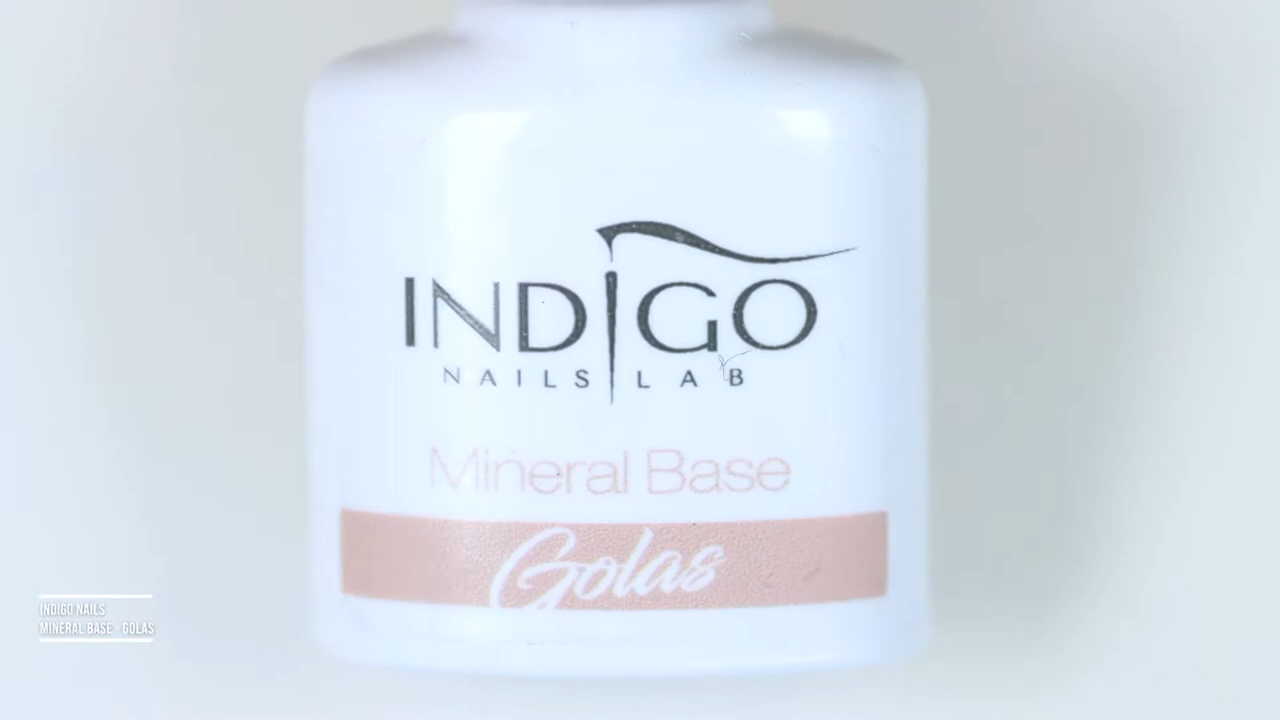 INDIGO
NAILS LAB
Mineral Base
Golas
INDIGO NAILS
MINERAL BASE GOLAS